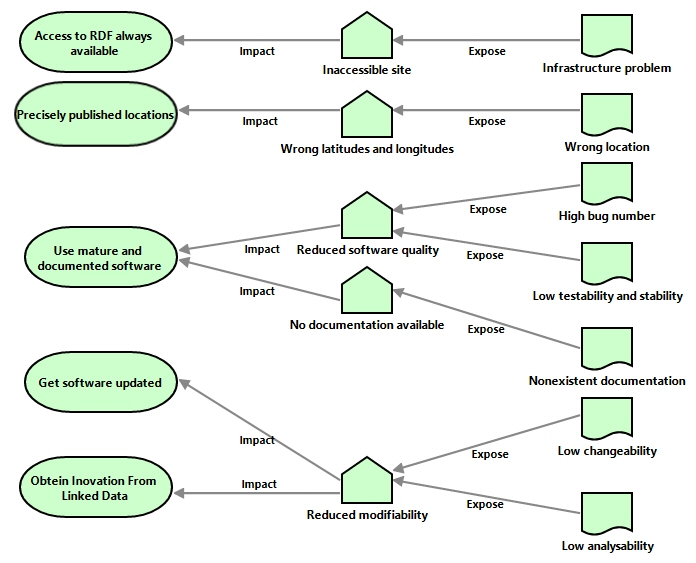 Access to RDF always
available
Impact
Inaccessible site
Expose
Infrastructure problem
Precisely published locations
Impact
Wrong latitudes and longitudes
Expose
Wrong location
Use mature and
documented software
Impact
Reduced software quality
Expose
High bug number
Expose
Low testability and stability
Impact
No documentation available
Expose
Nonexistent documentation
Get software updated
Impact
Obtein Inovation From
Linked Data
Impact
Reduced modifiability
Expose
Low changeability
Expose
Low analysability